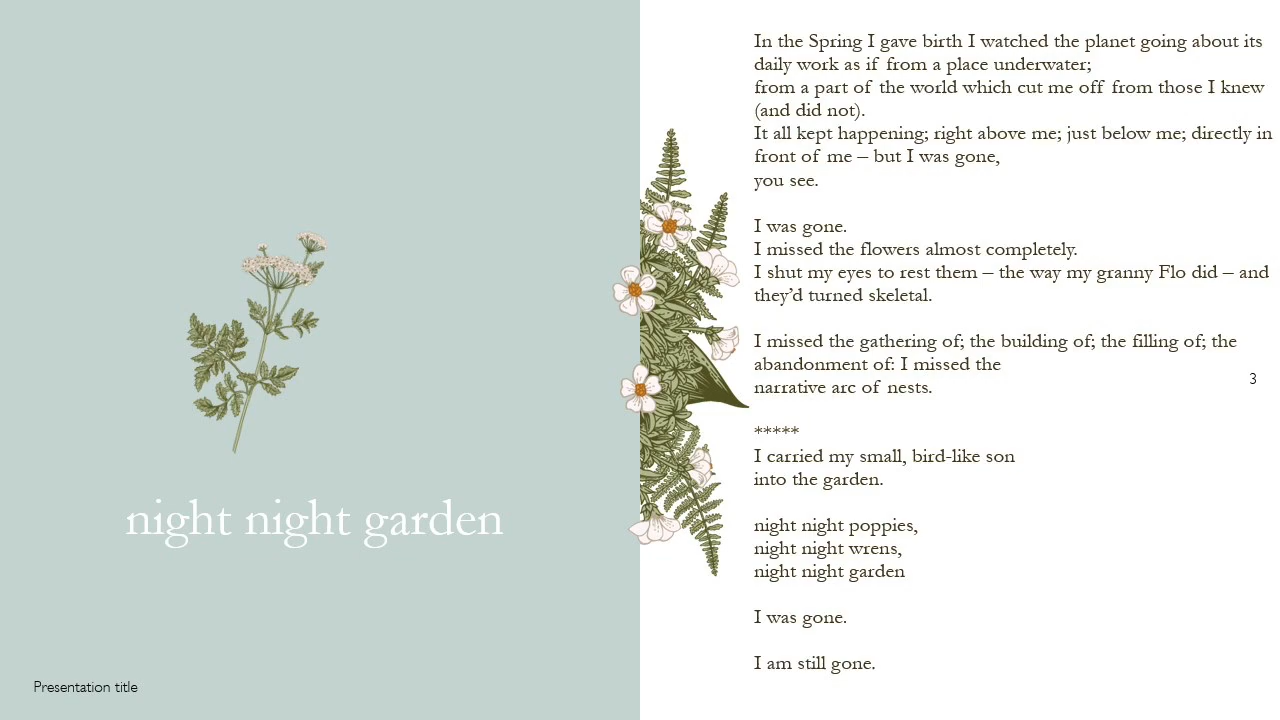 night night garden
Presentation title
In the Spring I gave birth I watched the planet going about its
daily work as if from a place underwater;
from a part of the world which cut me off from those I knew
(and did not).
It all kept happening; right above me; just below me; directly in
front of me – but I was gone,
you see.
I was gone.
I missed the flowers almost completely.
I shut my eyes to rest them – the way my granny Flo did – and
they’d turned skeletal.
I missed the gathering of; the building of; the filling of; the
abandonment of: I missed the
narrative arc of nests.
*****
I carried my small, bird-like son
into the garden.
night night poppies,
night night wrens,
night night garden
I was gone.
I am still gone.
3